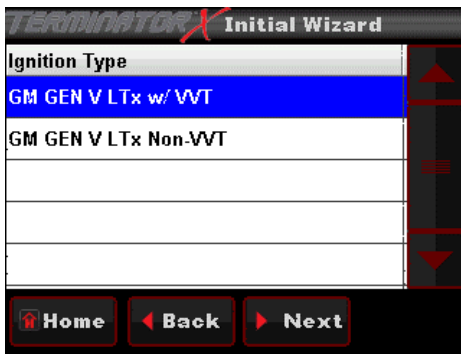 TERMINATOR X Initial Wizard
Ignition Type
GM GEN V LTx w/ VVT
GM GEN V LTx Non-VVT
Home Back Next